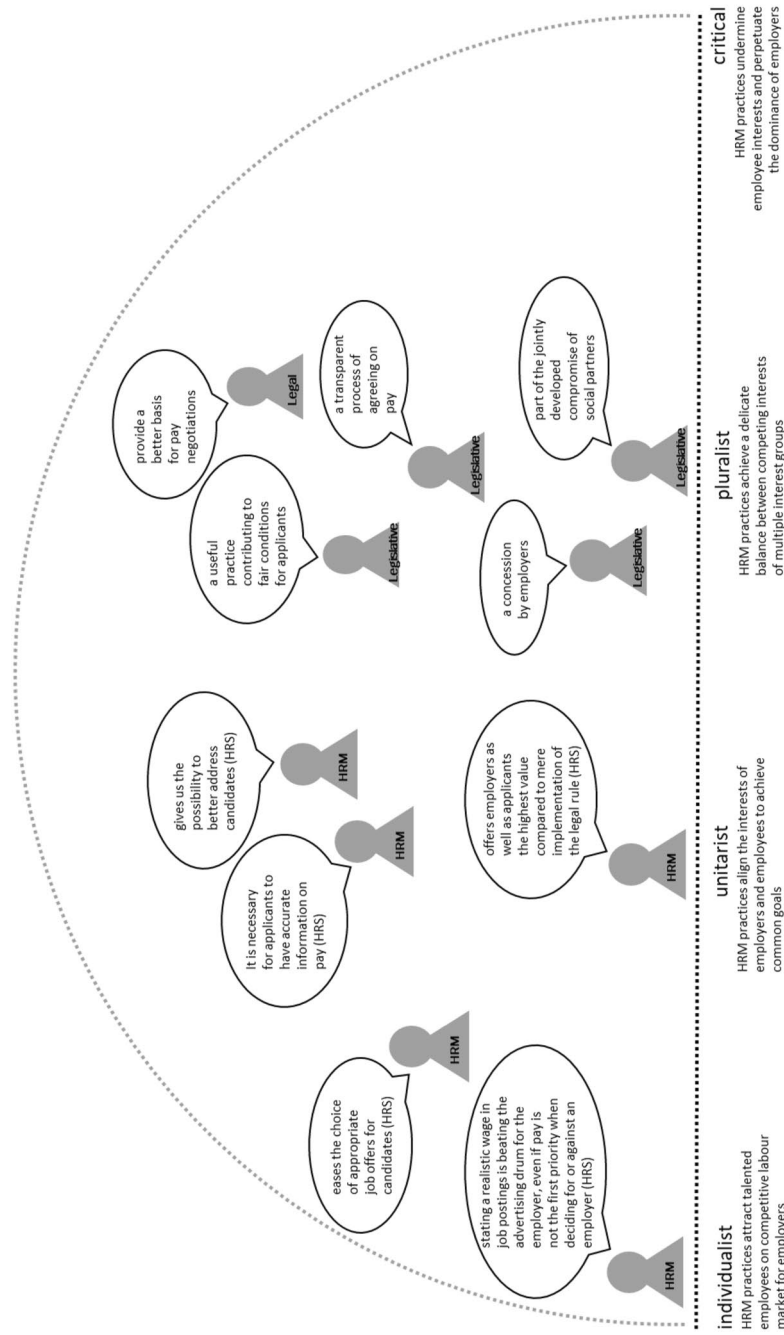 stating a realistic wage in
job postings is beating the
advertising drum for the
employer, even if pay is
not the first priority when
deciding for or against an
employer (HRS)
HRM
eases the choice
of appropriate
job offers for
candidates (HRS)
HRM
It is necessary
for applicants to
have accurate
information on
pay (HRS)
HRM
gives us the
possibility to
better address
candidates (HRS)
HRM
offers employers as
well as applicants
the highest value
compared to mere
implementation of
the legal rule (HRS)
HRM
a useful
practice
contributing to
fair conditions
for applicants
Legislative
a concession
by employers
Legislative
provide a
better basis
for pay
negotiations
Legal
a transparent
process of
agreeing on
pay
Legislative
part of the jointly
developed
compromise of
social partners
Legislative
individualist
HRM practices attract talented
employees on competitive labour
market for employers
unitarist
HRM practices align the interests of
employers and employees to achieve
common goals
pluralist
HRM practices achieve a delicate
balance between competing interests
of multiple interest groups
critical
HRM practices undermine
employee interests and perpetuate
the dominance of employers